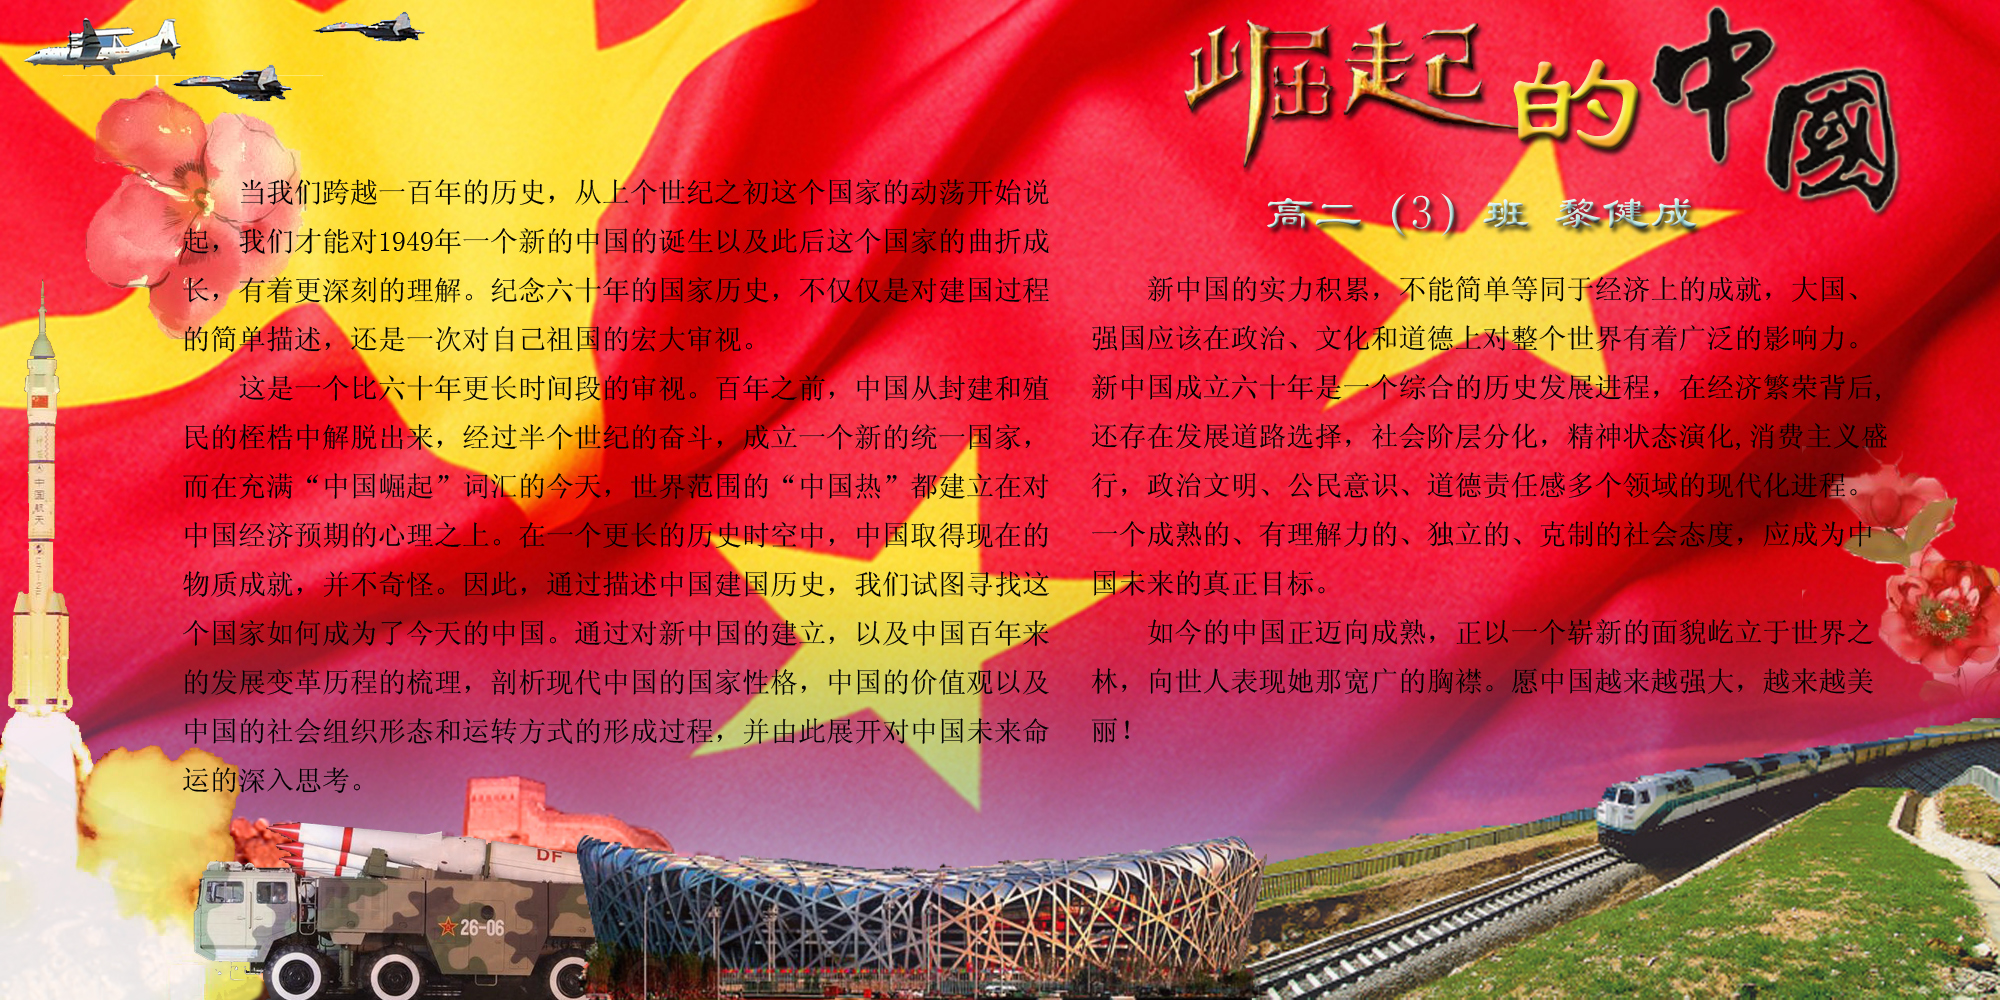 崛起的中國
高二（3）班 黎健成
当我们跨越一百年的历史，从上个世纪之初这个国家的动荡开始说
起，我们才能对1949年一个新的中国的诞生以及此后这个国家的曲折成
长，有着更深刻的理解。纪念六十年的国家历史，不仅仅是对建国过程
的简单描述，还是一次对自己祖国的宏大审视。
这是一个比六十年更长时间段的审视。百年之前，中国从封建和殖
民的桎梏中解脱出来，经过半个世纪的奋斗，成立一个新的统一国家，
而在充满“中国崛起”词汇的今天，世界范围的“中国热”都建立在对
中国经济预期的心理之上。在一个更长的历史时空中，中国取得现在的
物质成就，并不奇怪。因此，通过描述中国建国历史，我们试图寻找这
个国家如何成为了今天的中国。通过对新中国的建立，以及中国百年来
的发展变革历程的梳理，剖析现代中国的国家性格，中国的价值观以及
中国的社会组织形态和运转方式的形成过程，并由此展开对中国未来命
运的深入思考。
新中国的实力积累，不能简单等同于经济上的成就，大国、
强国应该在政治、文化和道德上对整个世界有着广泛的影响力。
新中国成立六十年是一个综合的历史发展进程，在经济繁荣背后,
还存在发展道路选择，社会阶层分化，精神状态演化,消费主义盛
行，政治文明、公民意识、道德责任感多个领域的现代化进程。
一个成熟的、有理解力的、独立的、克制的社会态度，应成为中
国未来的真正目标。
如今的中国正迈向成熟，正以一个崭新的面貌屹立于世界之
林，向世人表现她那宽广的胸襟。愿中国越来越强大，越来越美
丽！
中国航天
DF
26-06